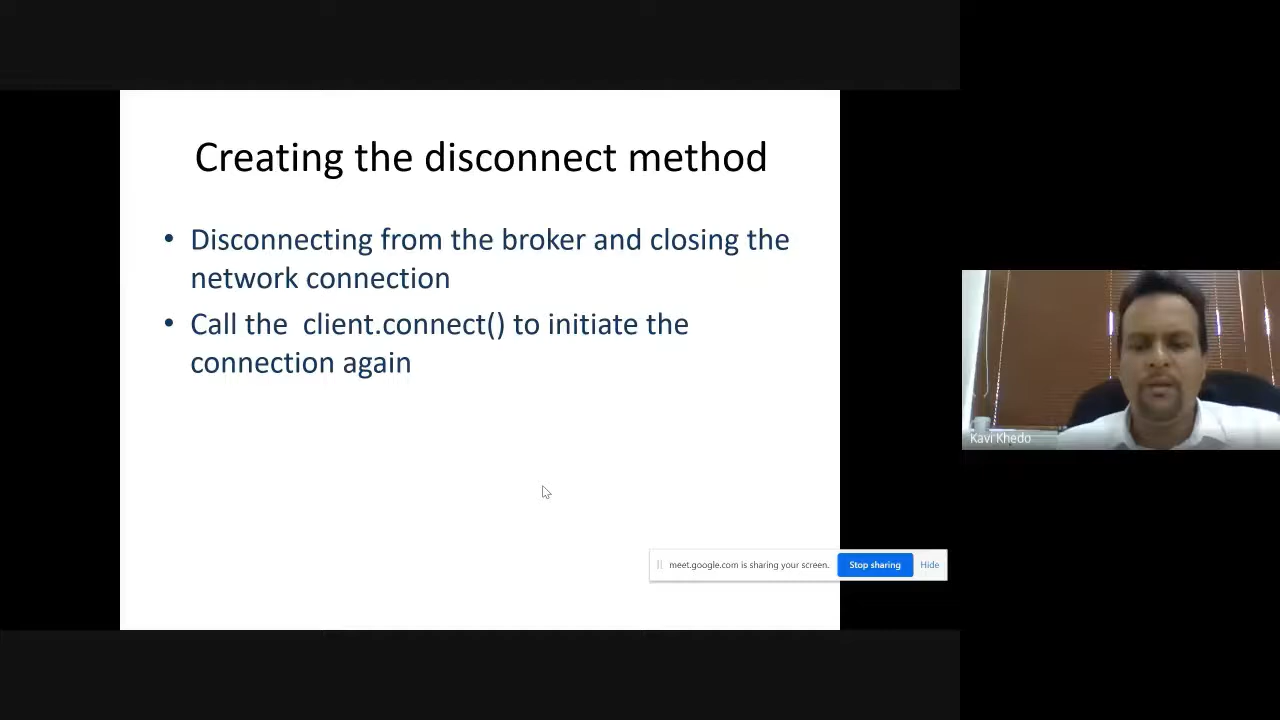 Creating the disconnect method
• Disconnecting from the broker and closing the
network connection
• Call the  client.connect() to initiate the
connection again
Kavi Khedo
meet.google.com is sharing your screen.
Stop sharing
Hide